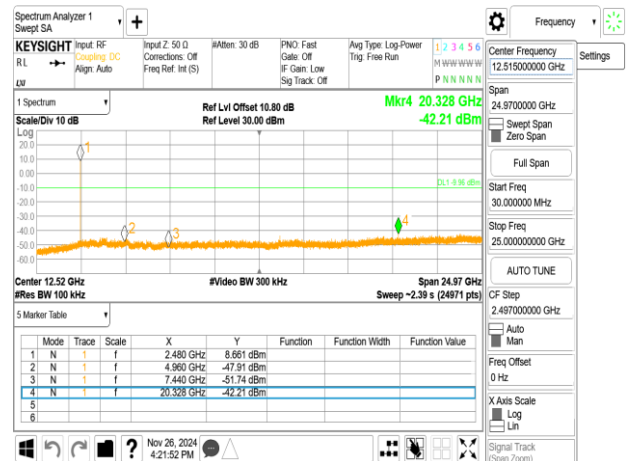 Spectrum Analyzer 1
Swept SA
+
Frequency
KEYSIGHT
RL
LXI
Input: RF
Coupling: DC
Align: Auto
Input Z: 50 Ω
Corrections: Off
Freq Ref: Int (S)
#Atten: 30 dB
PNO: Fast
Gate: Off
IF Gain: Low
Sig Track: Off
Avg Type: Log-Power
Trig: Free Run
1 2 3 4 5 6
M W W W W W
P N N N N N
Settings
Center Frequency
12.515000000 GHz
Span
24.9700000 GHz
Swept Span
Zero Span
Full Span
Start Freq
30.000000 MHz
Stop Freq
25.000000000 GHz
AUTO TUNE
CF Step
2.497000000 GHz
Auto
Man
Freq Offset
0 Hz
X Axis Scale
Log
Lin
Signal Track
(Span Zoom)
1 Spectrum
Scale/Div 10 dB
Ref Lvl Offset 10.80 dB
Ref Level 30.00 dBm
Mkr4 20.328 GHz
-42.21 dBm
Log
20.0
10.0
0.00
-10.0
-20.0
-30.0
-40.0
-50.0
-60.0
1
2
3
4
DL1 -8.96 dBm
Center 12.52 GHz
#Res BW 100 kHz
#Video BW 300 kHz
Span 24.97 GHz
Sweep ~2.39 s (24971 pts)
5 Marker Table
Mode Trace Scale X Y Function Function Width Function Value
1 N 1 f 2.480 GHz 8.661 dBm
2 N 1 f 4.960 GHz -47.91 dBm
3 N 1 f 7.440 GHz -51.74 dBm
4 N 1 f 20.328 GHz -42.21 dBm
5
6
?
Nov 26, 2024
4:21:52 PM